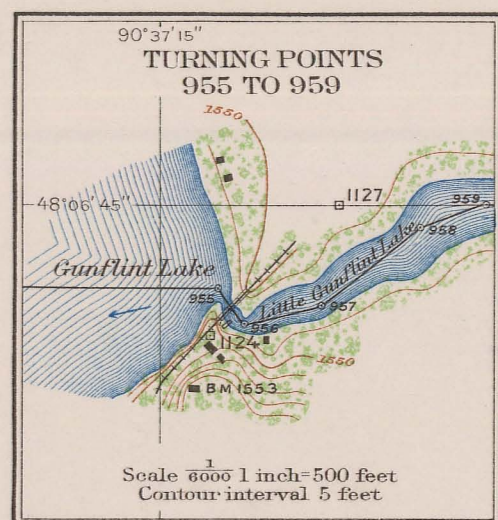 90°37'15"
TURNING POINTS
955 TO 959
1550
48°06'45"
1127
959
958
Gunflint Lake
Little Gunflint Lake
955
957
956
1124
1550
BM 1553
Scale 1/6000 1 inch=500 feet
Contour interval 5 feet